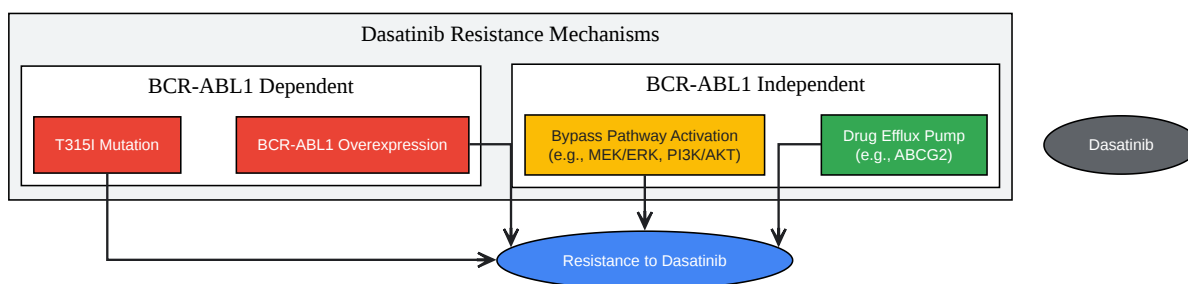 Dasatinib Resistance Mechanisms
BCR-ABL1 Dependent
BCR-ABL1 Independent
T315I Mutation
BCR-ABL1 Overexpression
Bypass Pathway Activation
(e.g., MEK/ERK, PI3K/AKT)
Drug Efflux Pump
(e.g., ABCG2)
Dasatinib
Resistance to Dasatinib